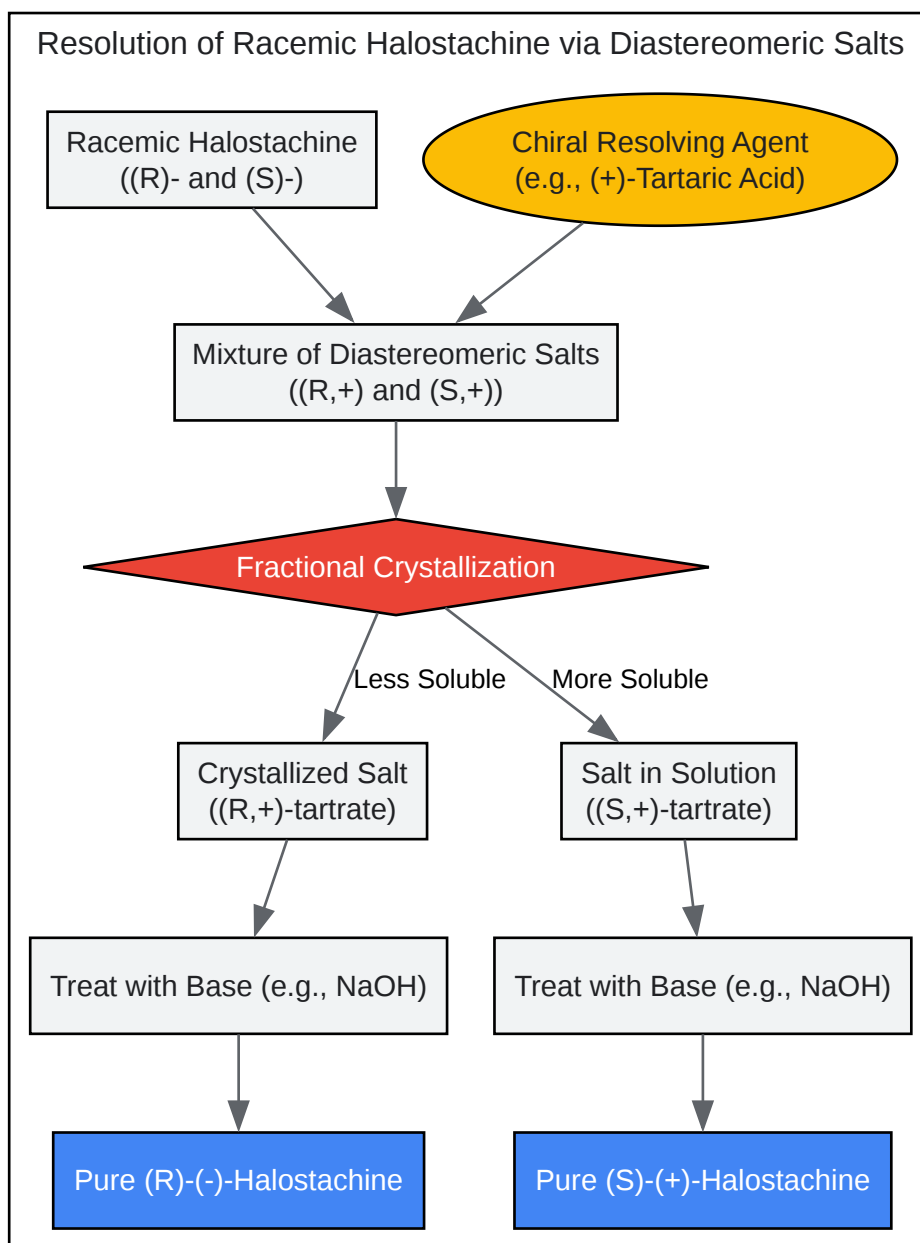 Resolution of Racemic Halostachine via Diastereomeric Salts
Racemic Halostachine
((R)- and (S)-)
Chiral Resolving Agent
(e.g., (+)-Tartaric Acid)
Mixture of Diastereomeric Salts
((R,+) and (S,+))
Fractional Crystallization
Less Soluble
More Soluble
Crystallized Salt
((R,+)-tartrate)
Salt in Solution
((S,+)-tartrate)
Treat with Base (e.g., NaOH)
Treat with Base (e.g., NaOH)
Pure (R)-(-)-Halostachine
Pure (S)-(+)-Halostachine